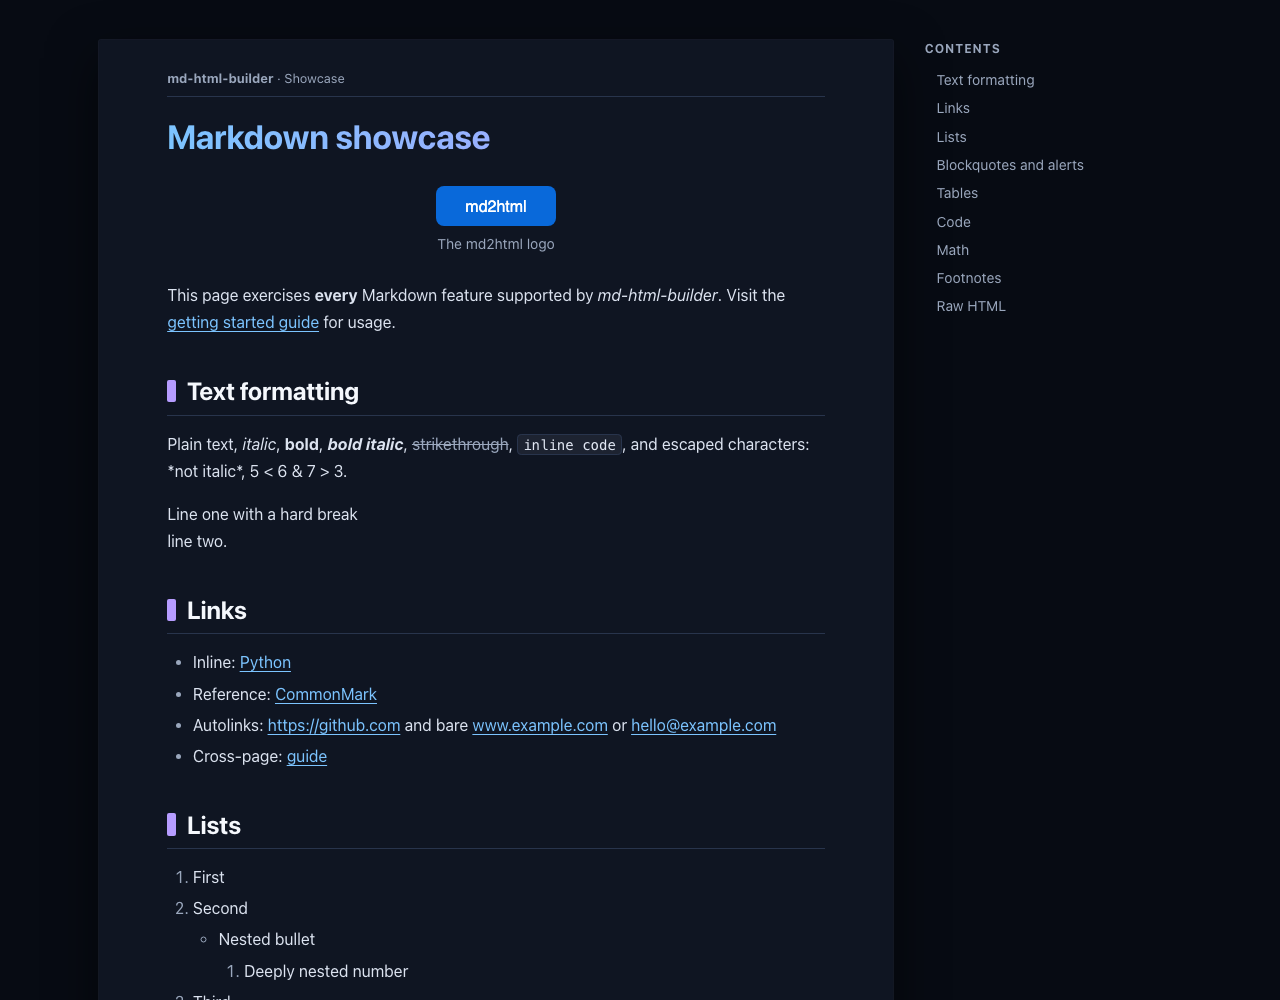 md-html-builder · Showcase
Markdown showcase
md2html
The md2html logo
This page exercises every Markdown feature supported by md-html-builder. Visit the
getting started guide for usage.
Text formatting
Plain text, italic, bold, bold italic, strikethrough, inline code, and escaped characters:
*not italic*, 5 < 6 & 7 > 3.
Line one with a hard break
line two.
Links
• Inline: Python
• Reference: CommonMark
• Autolinks: https://github.com and bare www.example.com or hello@example.com
• Cross-page: guide
Lists
1. First
2. Second
◦ Nested bullet
1. Deeply nested number
3. Third
CONTENTS
Text formatting
Links
Lists
Blockquotes and alerts
Tables
Code
Math
Footnotes
Raw HTML